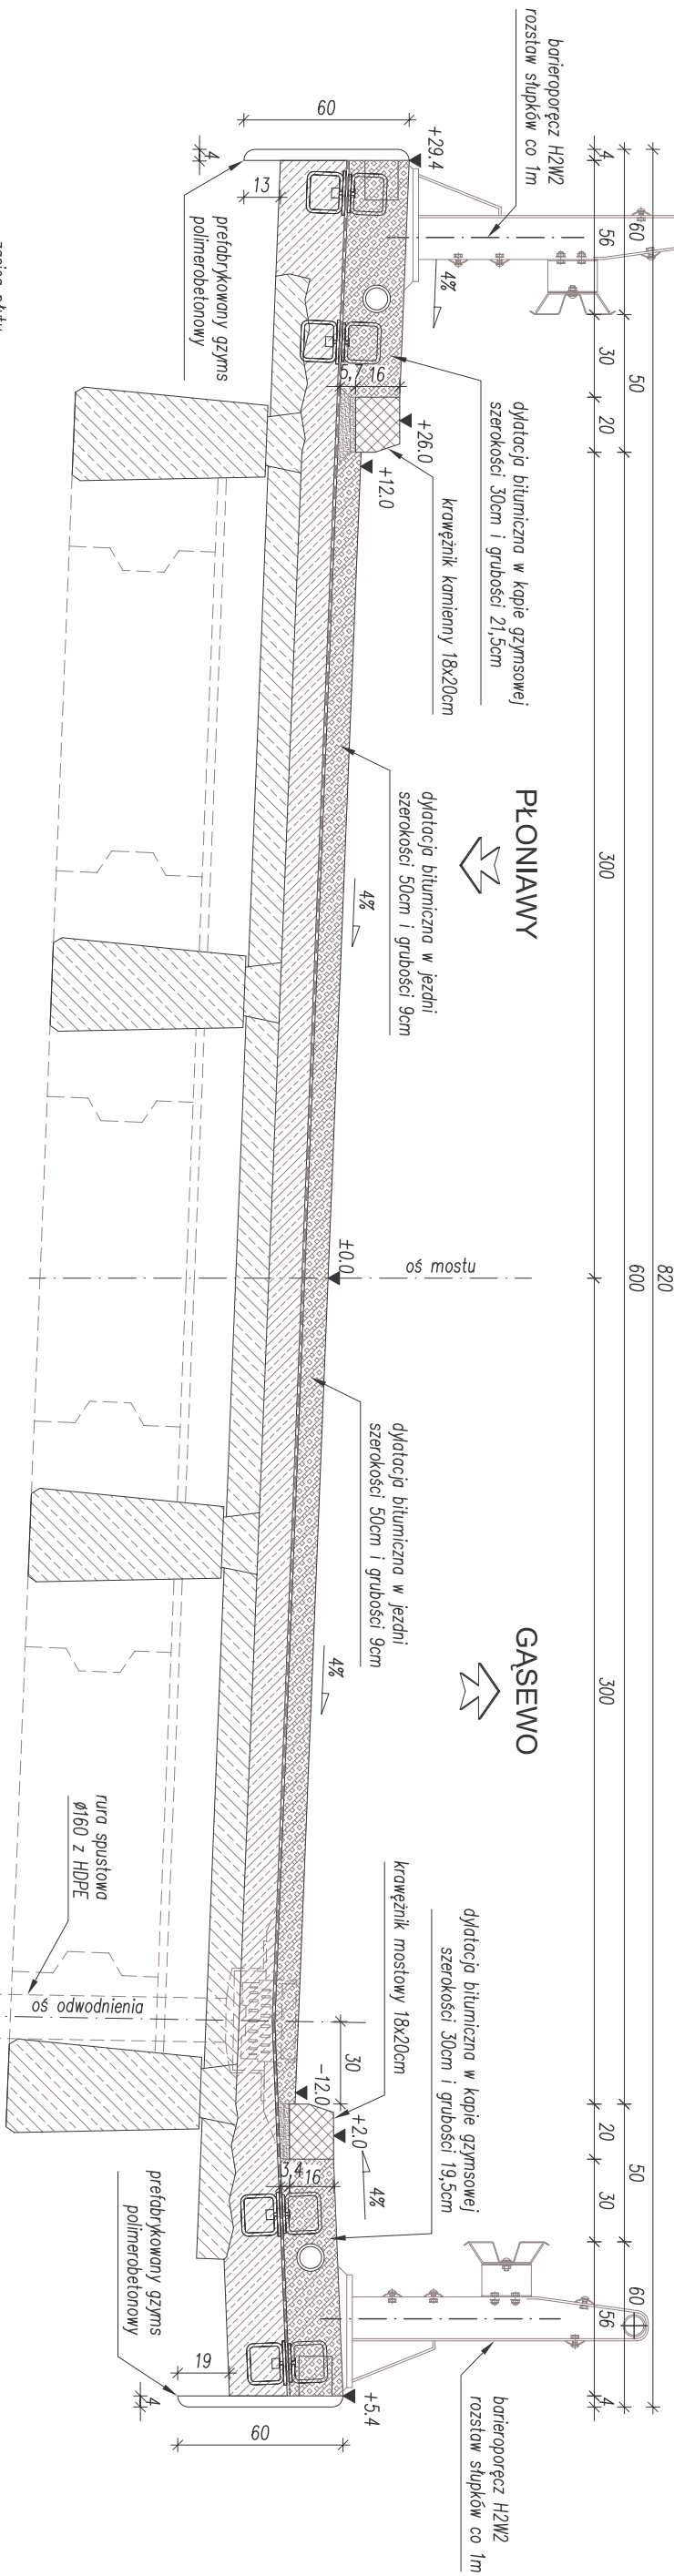 820
60
50
600
50
60
4
56
30
20
300
300
20
30
56
4
barieroporęcz H2W2
rozstaw słupków co 1m
60
4
13
+29.4
4%
prefabrykowany gzyms
polimerobetonowy
5,7
16
+26.0
+12.0
dylatacja bitumiczna w kapie gzymsowej
szerokości 30cm i grubości 21,5cm
krawężnik kamienny 18x20cm
PŁONIAWY
dylatacja bitumiczna w jezdni
szerokości 50cm i grubości 9cm
4%
±0.0
oś mostu
GĄSEWO
dylatacja bitumiczna w jezdni
szerokości 50cm i grubości 9cm
4%
rura spustowa
ø160 z HDPE
oś odwodnienia
30
-12.0
+2.0
4%
krawężnik mostowy 18x20cm
dylatacja bitumiczna w kapie gzymsowej
szerokości 30cm i grubości 19,5cm
3,4
16
prefabrykowany gzyms
polimerobetonowy
19
4
60
+5.4
barieroporęcz H2W2
rozstaw słupków co 1m